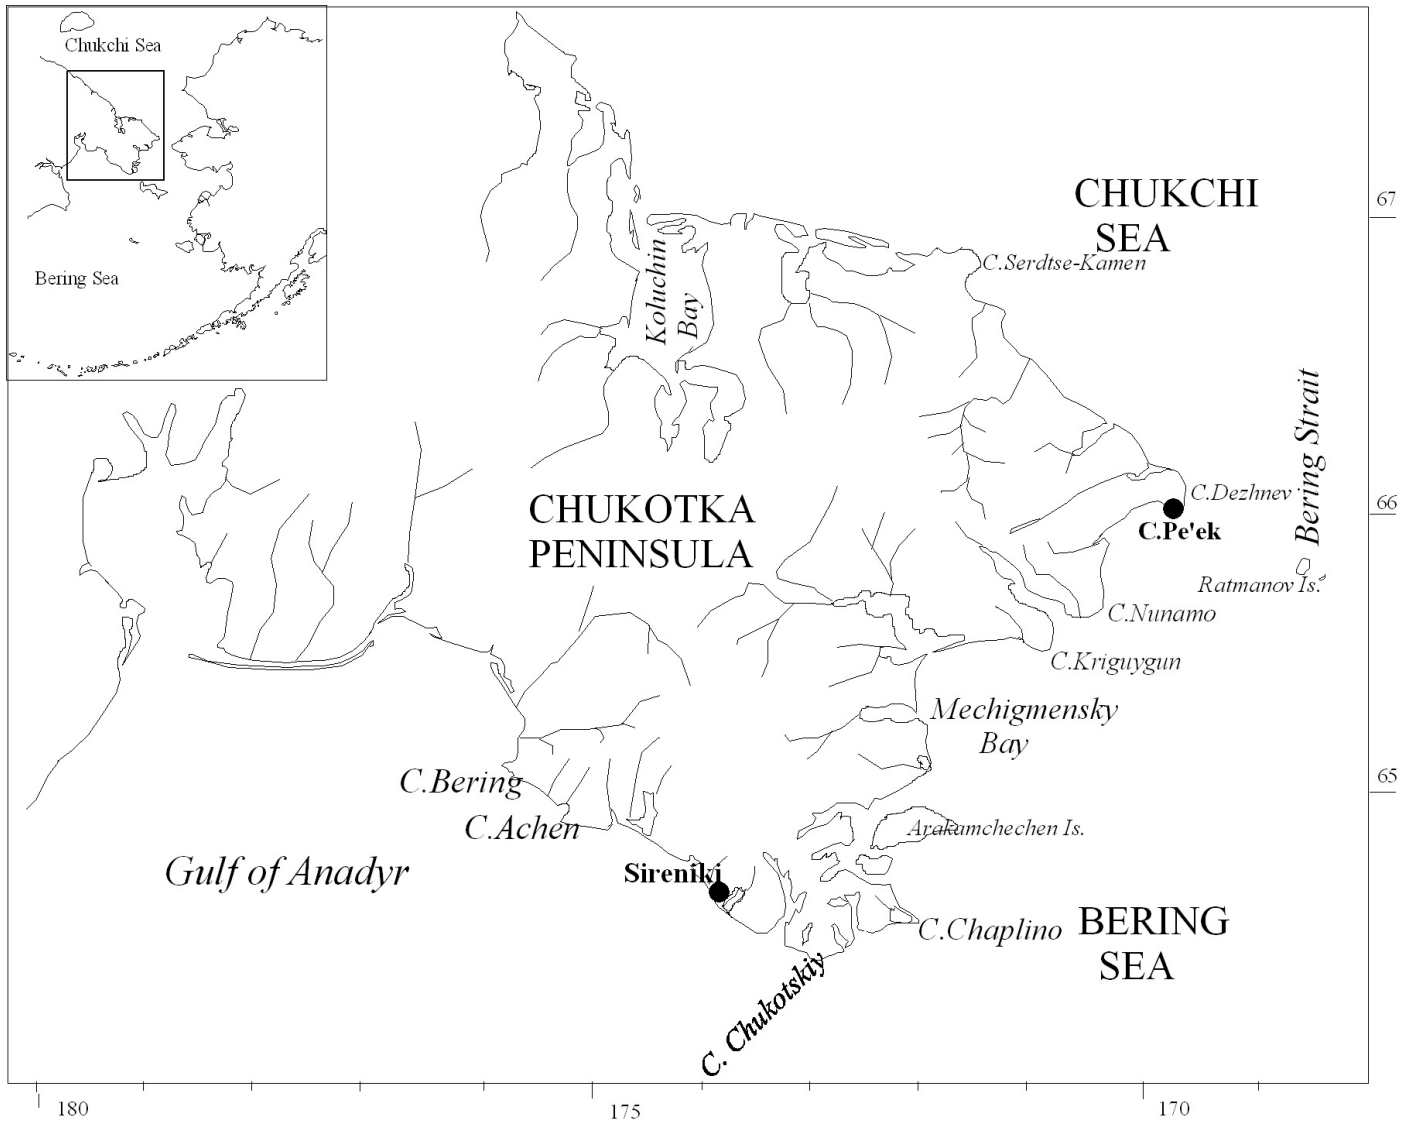 Chukchi Sea
Bering Sea
CHUKCHI
SEA
67
C.Serdtse-Kamen
Koluchin
Bay
Bering Strait
C.Dezhnev
66
CHUKOTKA
PENINSULA
C.Pe'ek
Ratmanov Is.
C.Nunamo
C.Kriguygun
Mechigmensky
Bay
65
C.Bering
C.Achen
Arakamchechen Is.
Gulf of Anadyr
Sireniki
C.Chaplino
BERING
SEA
C. Chukotskiy
180
175
170